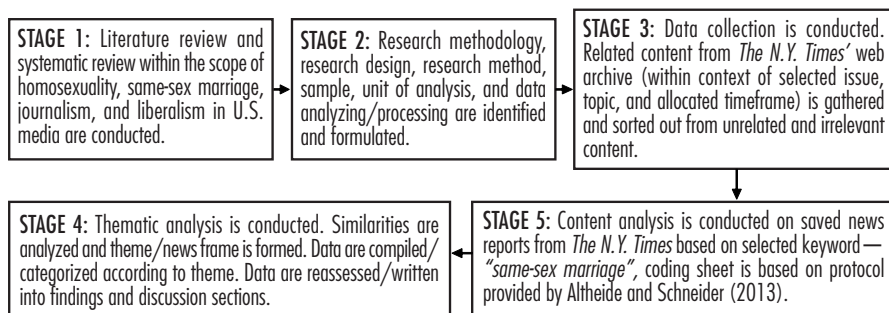 STAGE 1: Literature review and
systematic review within the scope of
homosexuality, same-sex marriage,
journalism, and liberalism in U.S.
media are conducted.
STAGE 2: Research methodology,
research design, research method,
sample, unit of analysis, and data
analyzing/processing are identified
and formulated.
STAGE 3: Data collection is conducted.
Related content from The N.Y. Times’ web
archive (within context of selected issue,
topic, and allocated timeframe) is gathered
and sorted out from unrelated and irrelevant
content.
STAGE 4: Thematic analysis is conducted. Similarities are
analyzed and theme/news frame is formed. Data are compiled/
categorized according to theme. Data are reassessed/written
into findings and discussion sections.
STAGE 5: Content analysis is conducted on saved news
reports from The N.Y. Times based on selected keyword—
“same-sex marriage”, coding sheet is based on protocol
provided by Altheide and Schneider (2013).